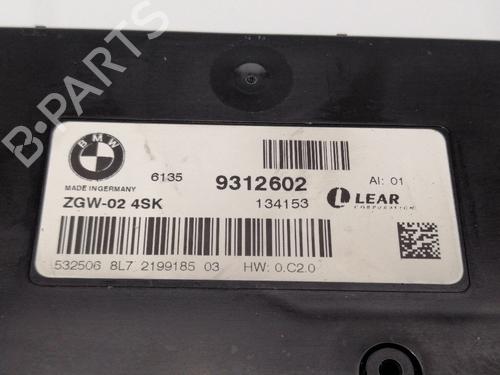 B-PARTS
BMW
6135 9312602 AI: 01
MADE IN GERMANY
ZGW-02 4SK 134153 LEAR
CORPORATION
532506 8L7 2199185 03 HW: 0.C2.0